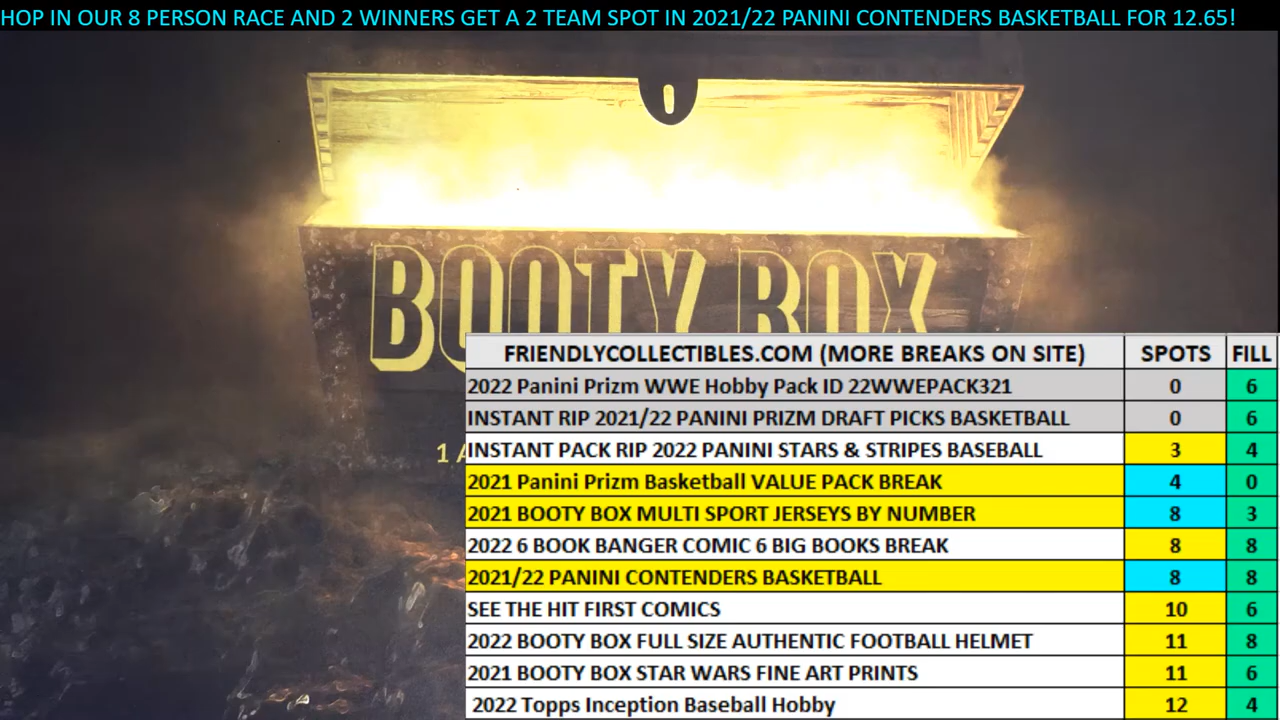 HOP IN OUR 8 PERSON RACE AND 2 WINNERS GET A 2 TEAM SPOT IN 2021/22 PANINI CONTENDERS BASKETBALL FOR 12.65!
BOOTY BOX
1
FRIENDLYCOLLECTIBLES.COM (MORE BREAKS ON SITE) SPOTS FILL
2022 Panini Prizm WWE Hobby Pack ID 22WWEPACK321 0 6
INSTANT RIP 2021/22 PANINI PRIZM DRAFT PICKS BASKETBALL 0 6
INSTANT PACK RIP 2022 PANINI STARS & STRIPES BASEBALL 3 4
2021 Panini Prizm Basketball VALUE PACK BREAK 4 0
2021 BOOTY BOX MULTI SPORT JERSEYS BY NUMBER 8 3
2022 6 BOOK BANGER COMIC 6 BIG BOOKS BREAK 8 8
2021/22 PANINI CONTENDERS BASKETBALL 8 8
SEE THE HIT FIRST COMICS 10 6
2022 BOOTY BOX FULL SIZE AUTHENTIC FOOTBALL HELMET 11 8
2021 BOOTY BOX STAR WARS FINE ART PRINTS 11 6
2022 Topps Inception Baseball Hobby 12 4